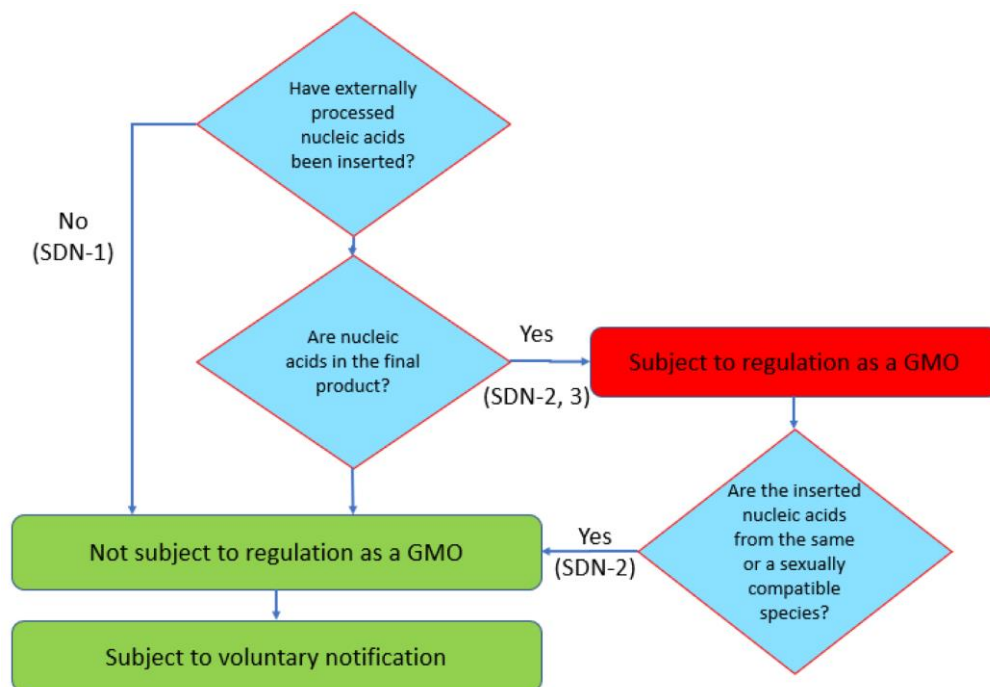 Have externally
processed
nucleic acids
been inserted?
No
(SDN-1)
Are nucleic
acids in the final
product?
Yes
(SDN-2, 3)
Subject to regulation as a GMO
Are the inserted
nucleic acids
from the same
or a sexually
compatible
species?
Yes
(SDN-2)
Not subject to regulation as a GMO
Subject to voluntary notification